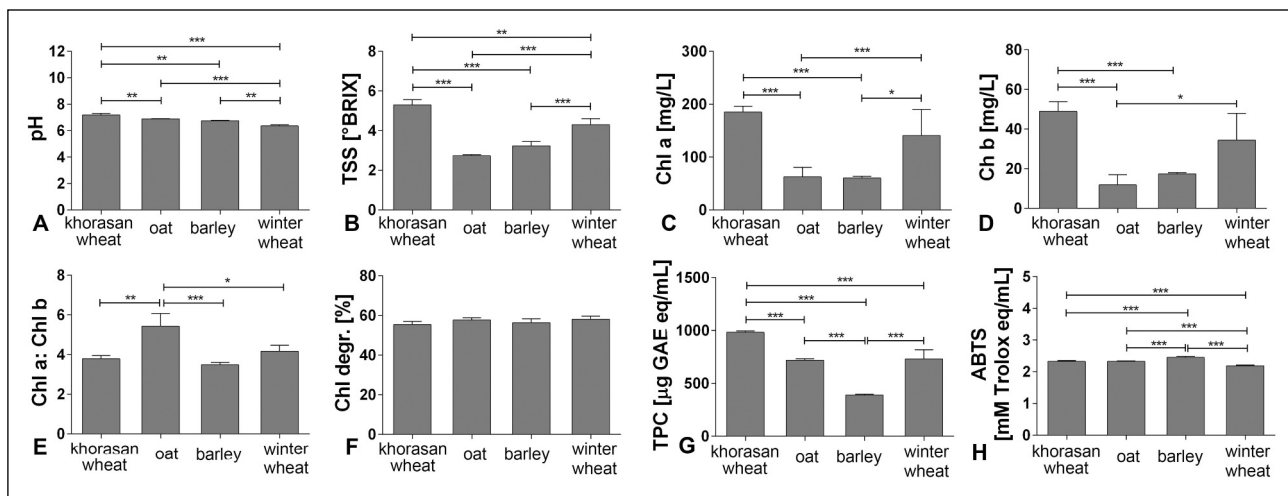 pH
12
10
8
6
4
2
0
***
**
***
** **
A
khorasan oat barley winter
wheat wheat
TSS [°BRIX]
8
6
4
2
0
**
***
***
***
***
B
khorasan oat barley winter
wheat wheat
Chl a [mg/L]
300
200
100
0
***
***
***
*
C
khorasan oat barley winter
wheat wheat
Ch b [mg/L]
80
60
40
20
0
***
***
*
D
khorasan oat barley winter
wheat wheat
Chl a: Chl b
8
6
4
2
0
*
** ***
E
khorasan oat barley winter
wheat wheat
Chl degr. [%]
80
60
40
20
0
F
khorasan oat barley winter
wheat wheat
TPC [µg GAE eq/mL]
1500
1000
500
0
***
***
***
*** ***
G
khorasan oat barley winter
wheat wheat
ABTS
[mM Trolox eq/mL]
5
4
3
2
1
0
***
***
***
*** ***
H
khorasan oat barley winter
wheat wheat